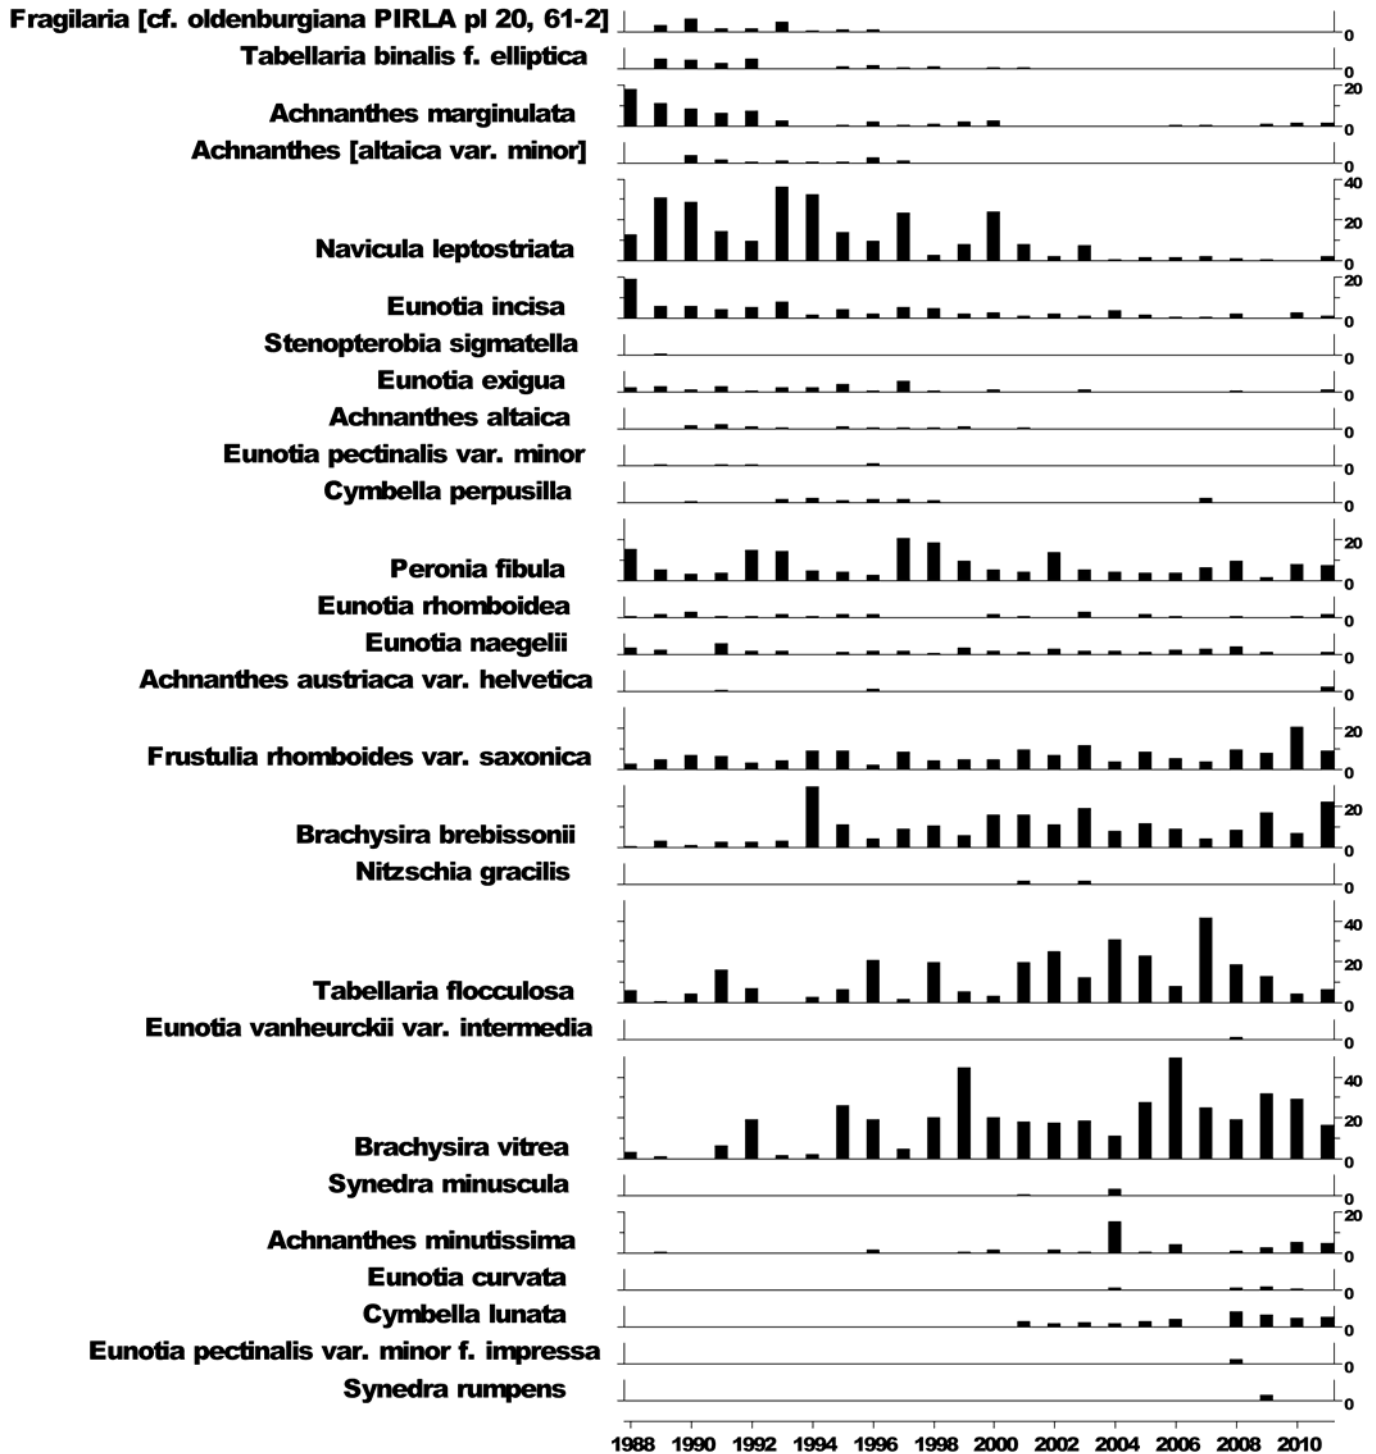 Fragilaria [cf. oldenburgiana PIRLA pl 20, 61-2] 0
Tabellaria binalis f. elliptica 0
20
Achnanthes marginulata 0
Achnanthes [altaica var. minor] 0
40
20
Navicula leptostriata 0
20
Eunotia incisa 0
Stenopterobia sigmatella 0
Eunotia exigua 0
Achnanthes altaica 0
Eunotia pectinalis var. minor 0
Cymbella perpusilla 0
20
Peronia fibula 0
Eunotia rhomboidea 0
Eunotia naegelii 0
Achnanthes austriaca var. helvetica 0
20
Frustulia rhomboides var. saxonica 0
20
Brachysira brebissonii 0
Nitzschia gracilis 0
40
20
Tabellaria flocculosa 0
Eunotia vanheurckii var. intermedia 0
40
20
Brachysira vitrea 0
Synedra minuscula 0
20
Achnanthes minutissima 0
Eunotia curvata 0
Cymbella lunata 0
Eunotia pectinalis var. minor f. impressa 0
Synedra rumpens 0
1988 1990 1992 1994 1996 1998 2000 2002 2004 2006 2008 2010